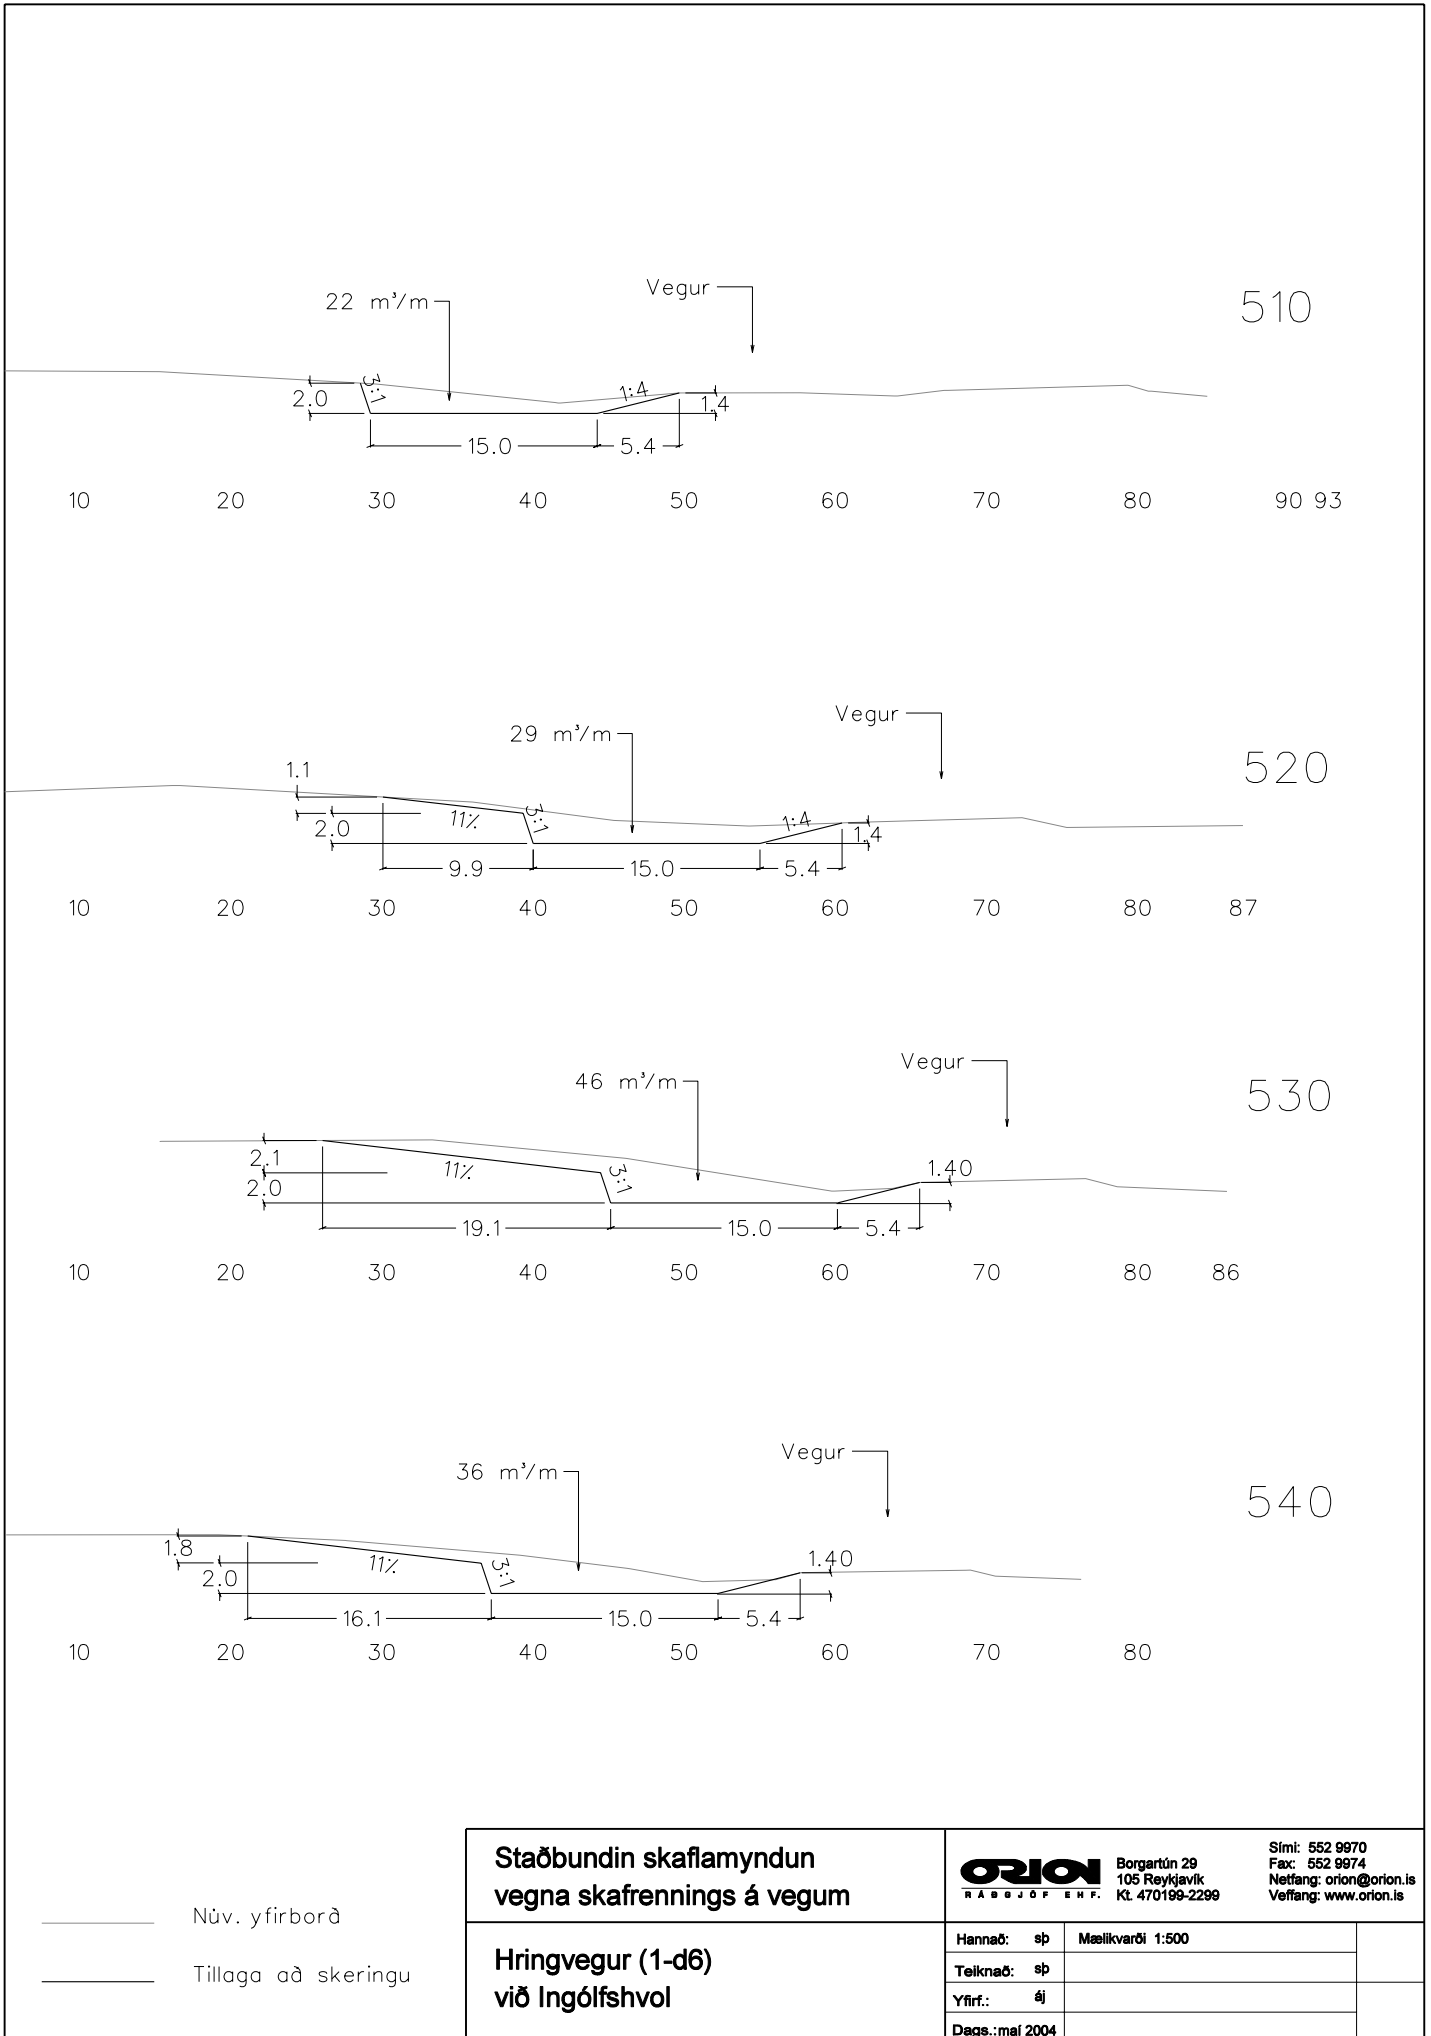 510
Vegur
22 m³/m
2.0
3:1
1:4
1.4
15.0
5.4
10 20 30 40 50 60 70 80 90 93
Vegur
29 m³/m
520
1.1
2.0
11%
3:1
1:4
1.4
9.9
15.0
5.4
10 20 30 40 50 60 70 80 87
Vegur
46 m³/m
530
2.1
2.0
11%
3:1
1.40
19.1
15.0
5.4
10 20 30 40 50 60 70 80 86
Vegur
36 m³/m
540
1.8
2.0
11%
3:1
1.40
16.1
15.0
5.4
10 20 30 40 50 60 70 80
Núv. yfirborð
Tillaga að skeringu
Staðbundin skaflamyndun
vegna skafrennings á vegum
Hringvegur (1-d6)
við Ingólfshvol
ORION
RÁÐGJÖF EHF.
Borgartún 29
105 Reykjavík
Kt. 470199-2299
Sími: 552 9970
Fax: 552 9974
Netfang: orion@orion.is
Veffang: www.orion.is
Hannað: sþ
Mælikvarði 1:500
Teiknað: sþ
Yfirf.: áj
Dags.:maí 2004